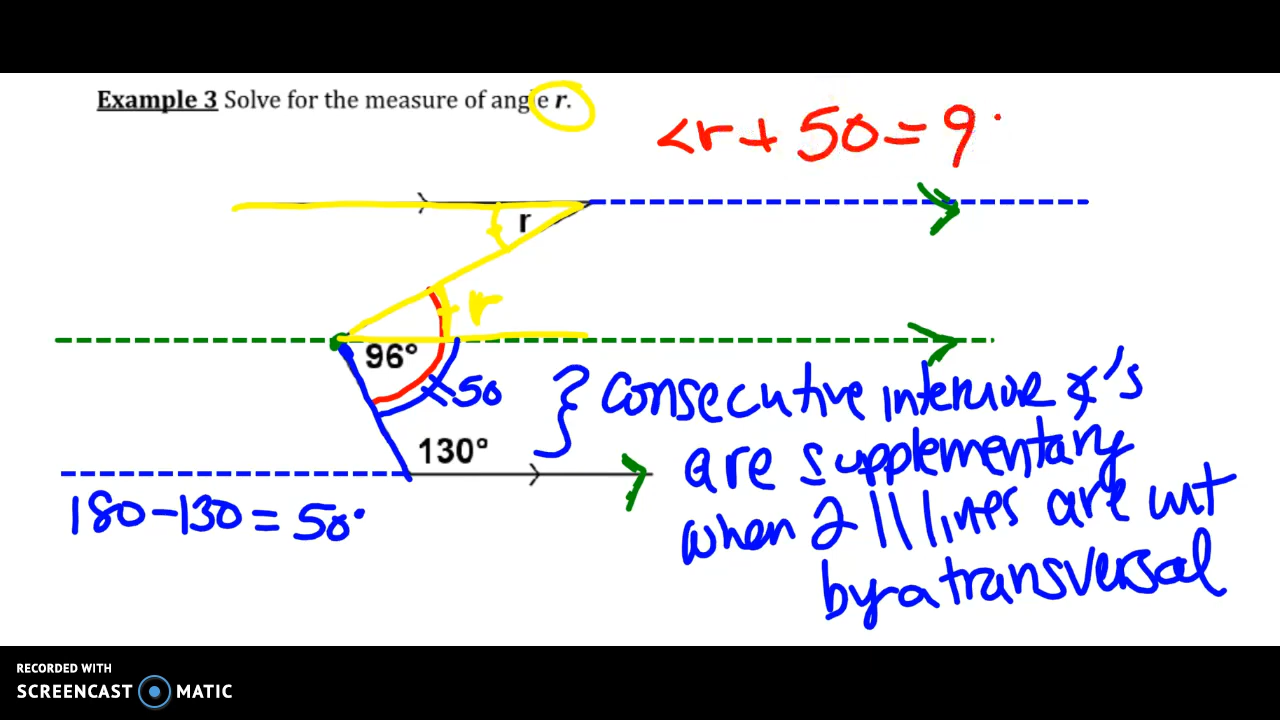 Example 3 Solve for the measure of angle r.
<r + 50 = 9
r
r
96°
50
130°
180-130 = 50°
} consecutive interior ∡'s
are supplementary
when 2 || lines are cut
by a transversal
RECORDED WITH
SCREENCAST MATIC